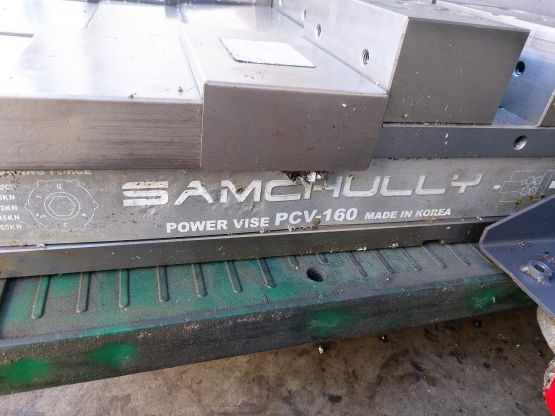 SAMCHULLY
POWER VISE PCV-160 MADE IN KOREA